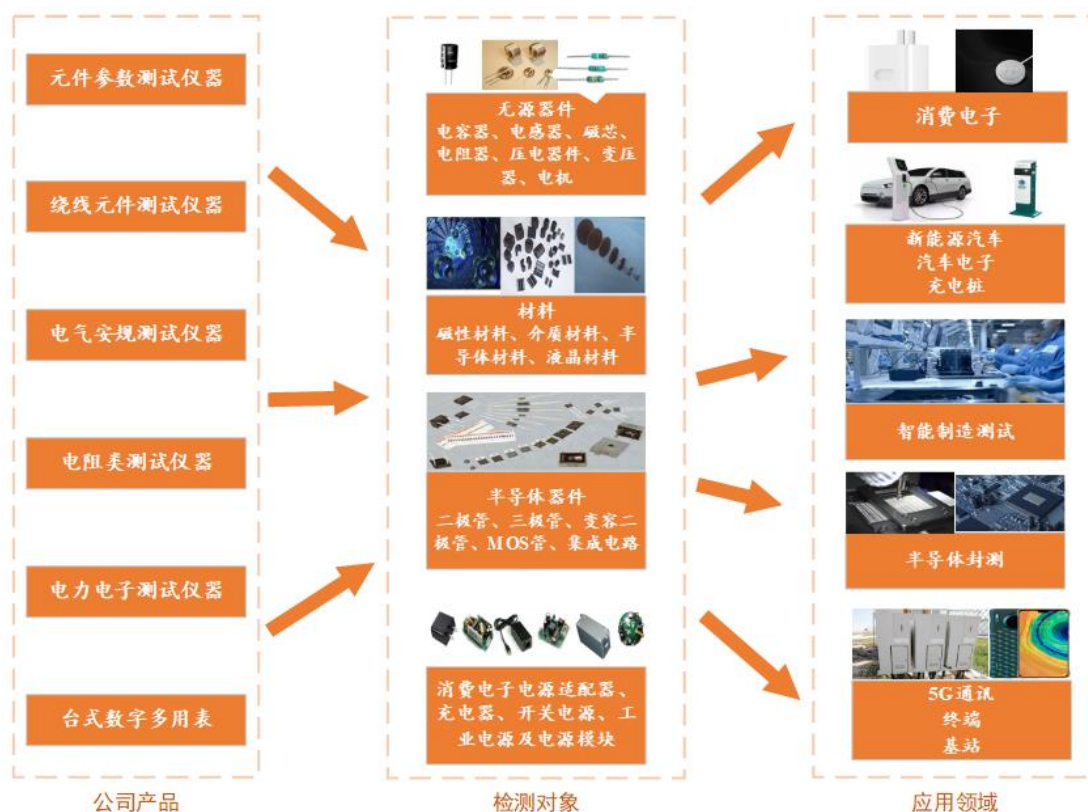 元件参数测试仪器
绕线元件测试仪器
电气安规测试仪器
电阻类测试仪器
电力电子测试仪器
台式数字多用表
公司产品
无源器件
电容器、电感器、磁芯、
电阻器、压电器件、变压
器、电机
材料
磁性材料、介质材料、半
导体材料、液晶材料
半导体器件
二极管、三极管、变容二
极管、MOS管、集成电路
消费电子电源适配器、
充电器、开关电源、工
业电源及电源模块
检测对象
消费电子
新能源汽车
汽车电子
充电桩
智能制造测试
半导体封测
5G通讯
终端
基站
应用领域